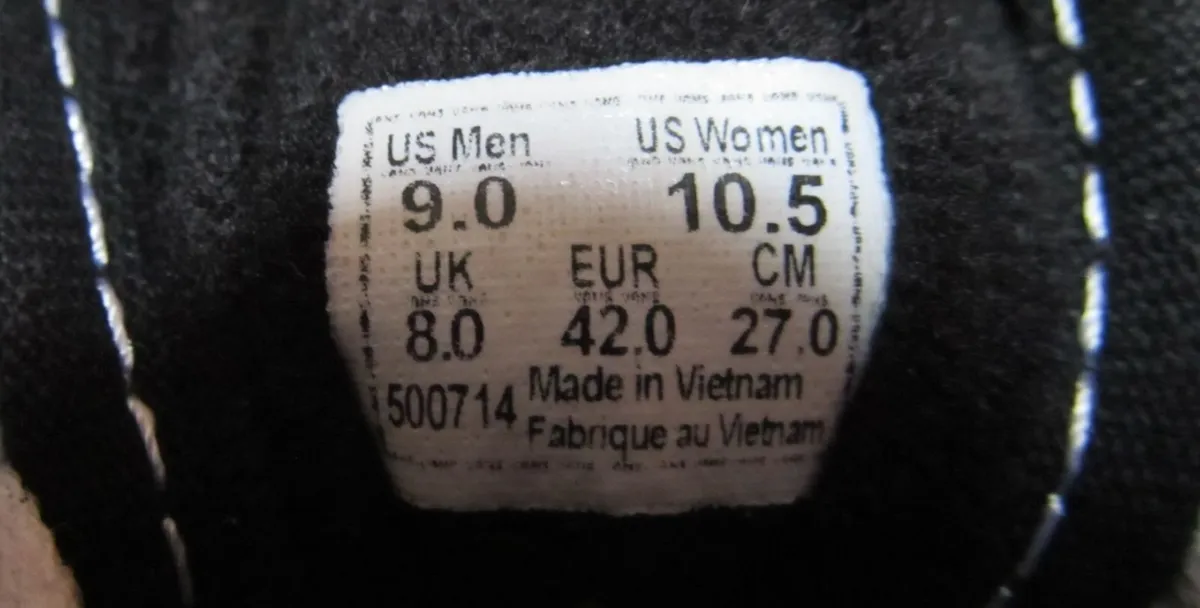 US Men US Women
9.0 10.5
UK EUR CM
8.0 42.0 27.0
500714 Made in Vietnam
Fabrique au Vietnam